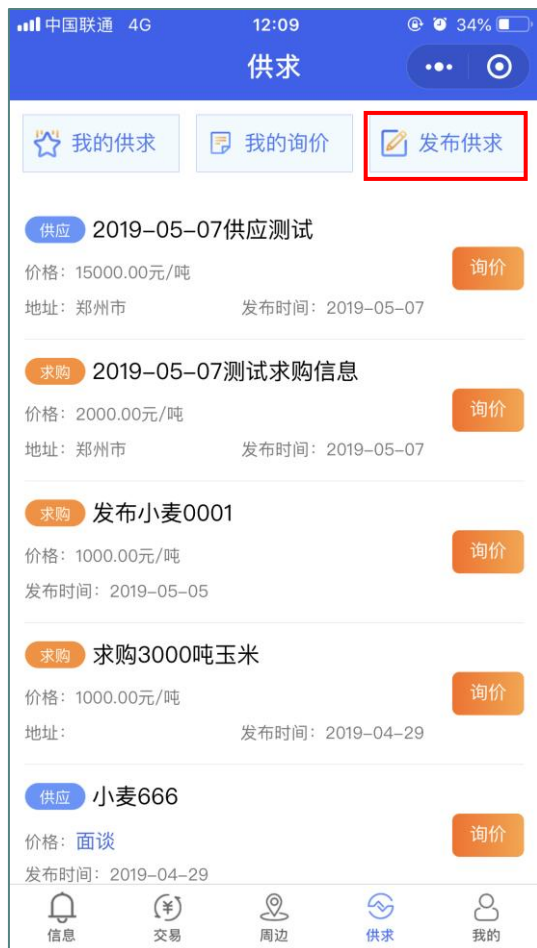 中国联通 4G 12:09 34%
供求
我的供求 我的询价 发布供求
供应 2019-05-07供应测试
价格：15000.00元/吨 询价
地址：郑州市 发布时间：2019-05-07
求购 2019-05-07测试求购信息
价格：2000.00元/吨 询价
地址：郑州市 发布时间：2019-05-07
求购 发布小麦0001
价格：1000.00元/吨 询价
发布时间：2019-05-05
求购 求购3000吨玉米
价格：1000.00元/吨 询价
地址： 发布时间：2019-04-29
供应 小麦666
价格：面谈 询价
发布时间：2019-04-29
信息 交易 周边 供求 我的